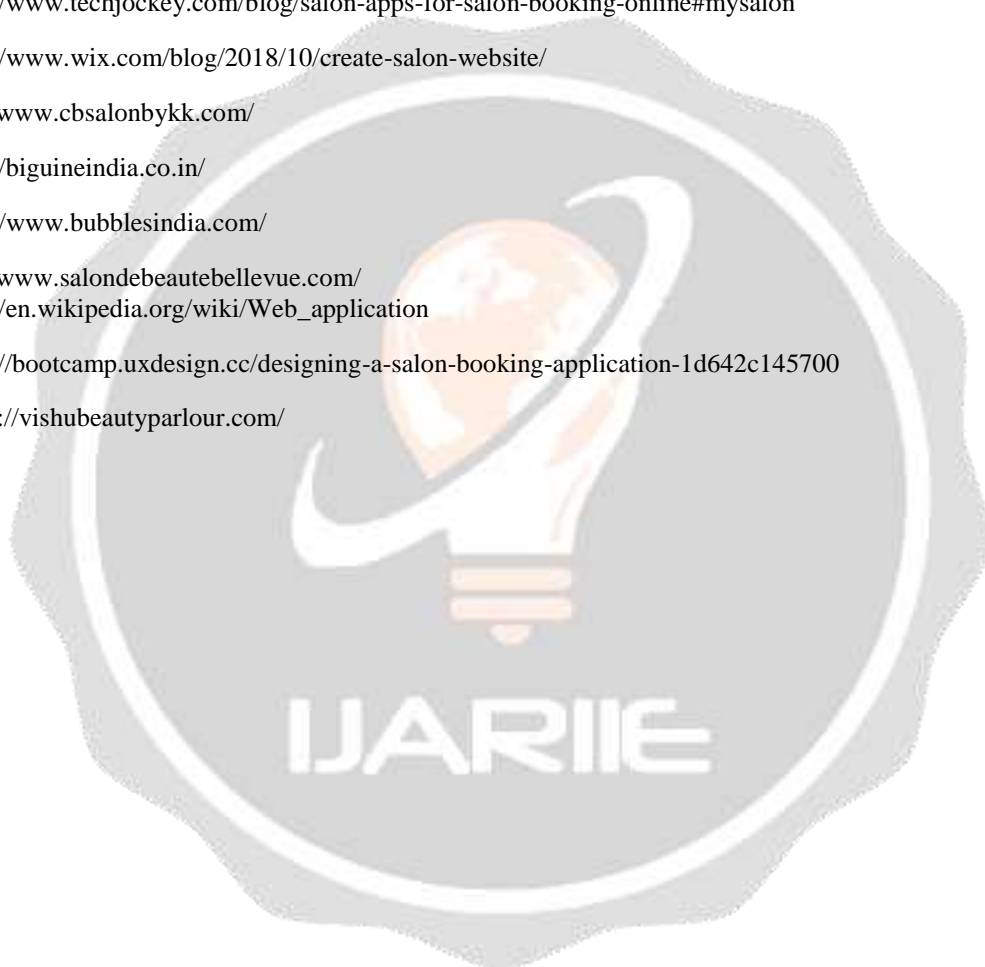 /www.techjockey.com/blog/salon-apps-for-salon-booking-online#mysalon
/www.wix.com/blog/2018/10/create-salon-website/
www.cbsalonbykk.com/
/biguineindia.co.in/
/www.bubblesindia.com/
www.salondebeautebellevue.com/
/en.wikipedia.org/wiki/Web_application
//bootcamp.uxdesign.cc/designing-a-salon-booking-application-1d642c145700
://vishubeautyparlour.com/
IJARIIE